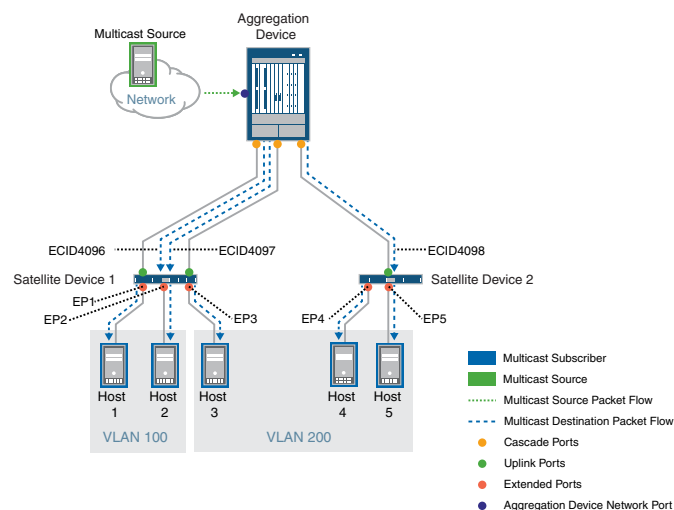 Aggregation
Device
Multicast Source
Network
ECID4096
ECID4097
ECID4098
Satellite Device 1
Satellite Device 2
EP1
EP2
EP3
EP4
EP5
Host
1
Host
2
Host
3
Host
4
Host
5
VLAN 100
VLAN 200
Multicast Subscriber
Multicast Source
Multicast Source Packet Flow
Multicast Destination Packet Flow
Cascade Ports
Uplink Ports
Extended Ports
Aggregation Device Network Port